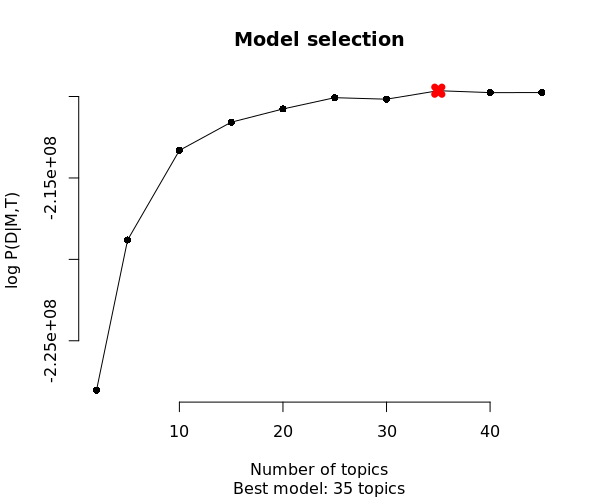 Model selection
log P(D|M,T)
-2.15e+08
-2.25e+08
10 20 30 40
Number of topics
Best model: 35 topics